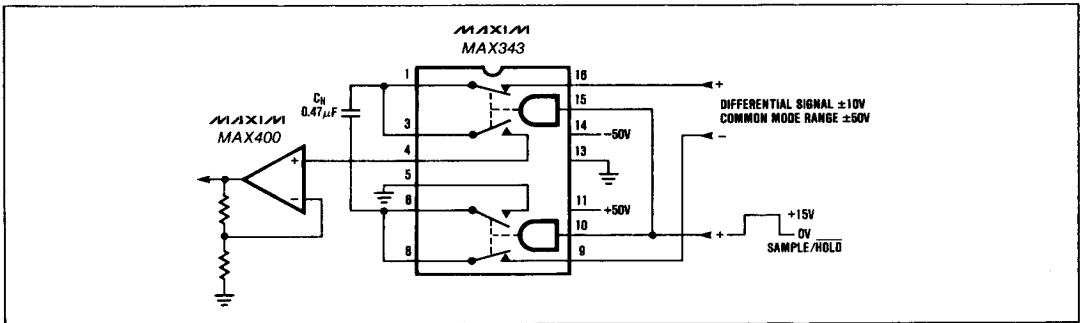 MAXIM
MAX343
1
16
+
CH
0.47µF
15
DIFFERENTIAL SIGNAL ±10V
COMMON MODE RANGE ±50V
MAXIM
MAX400
3
14
-50V
−
4
13
+
5
−
6
11
+50V
+15V
10
+
0V
SAMPLE/HOLD
8
9